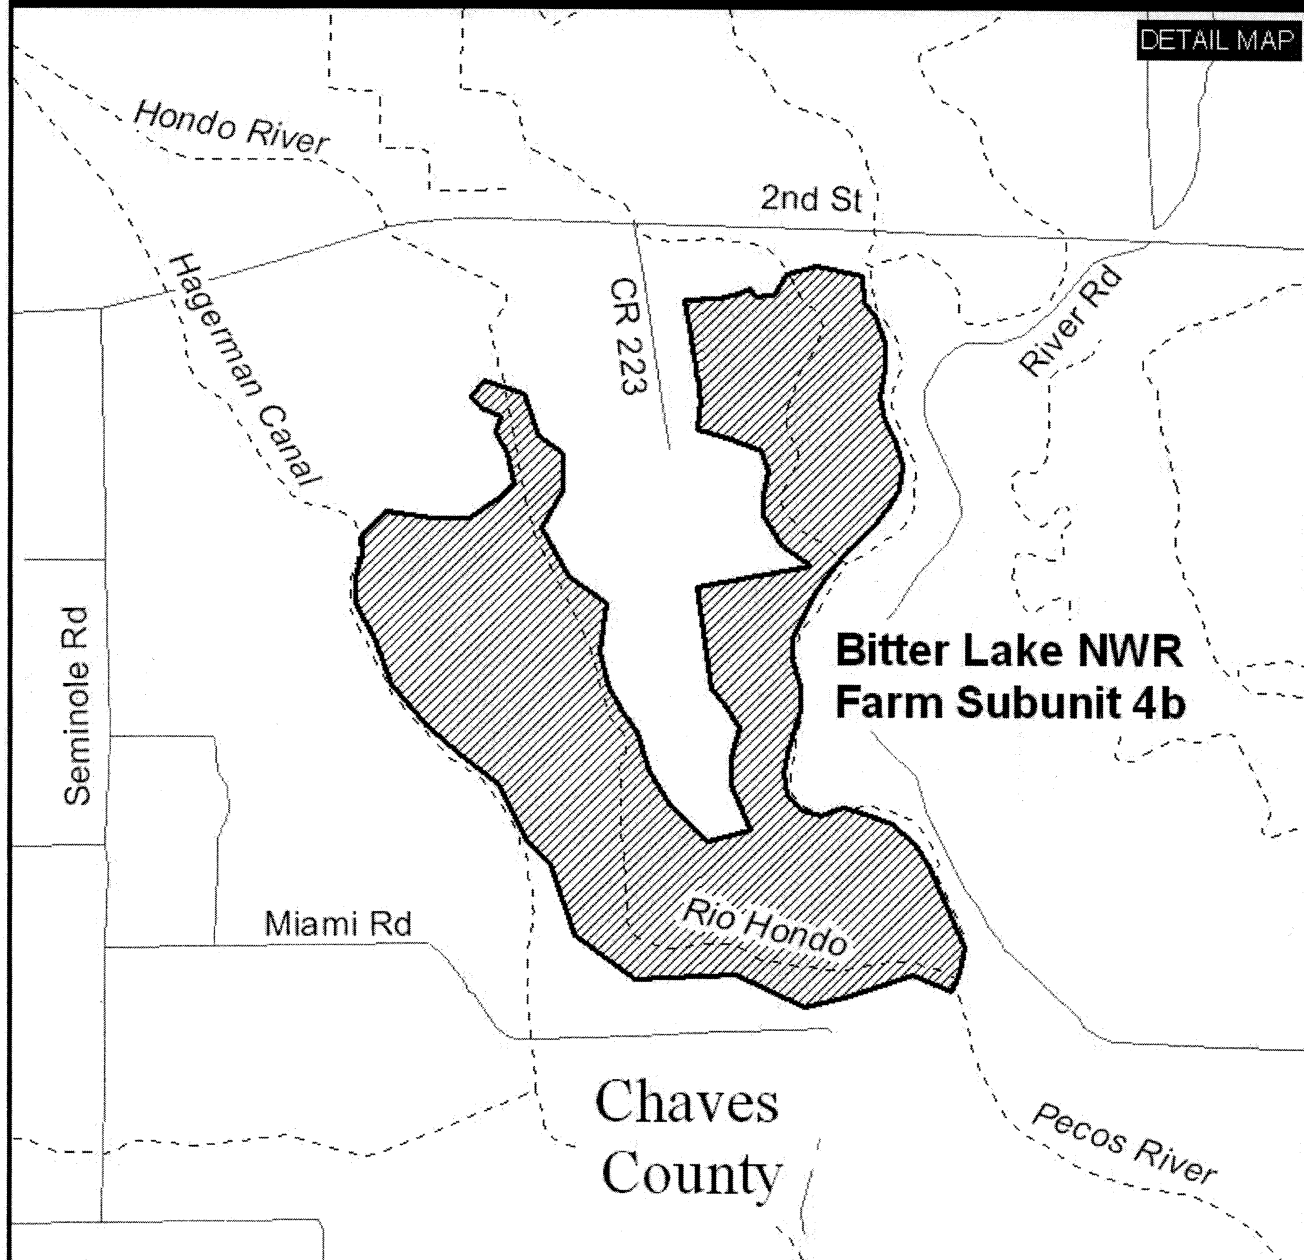 DETAIL MAP
Hondo River
2nd St
Hagerman Canal
CR 223
River Rd
Bitter Lake NWR
Farm Subunit 4b
Seminole Rd
Miami Rd
Rio Hondo
Chaves
County
Pecos River